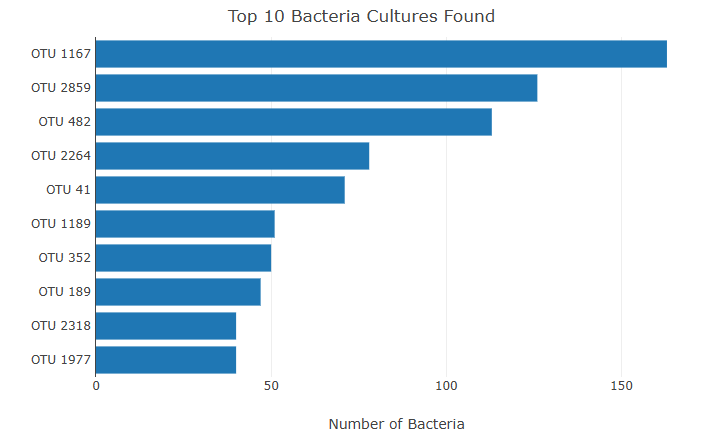 Top 10 Bacteria Cultures Found
OTU 1167
OTU 2859
OTU 482
OTU 2264
OTU 41
OTU 1189
OTU 352
OTU 189
OTU 2318
OTU 1977
0 50 100 150
Number of Bacteria